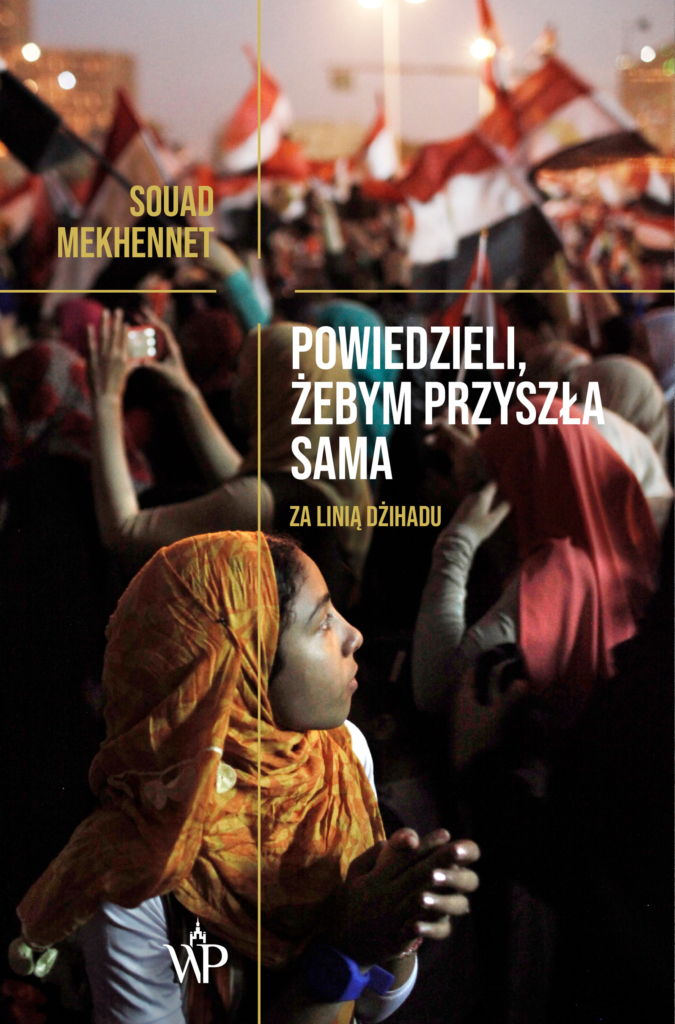 SOUAD
MEKHENNET
POWIEDZIELI,
ŻEBYM PRZYSZŁA
SAMA
ZA LINIĄ DŻIHADU
WP